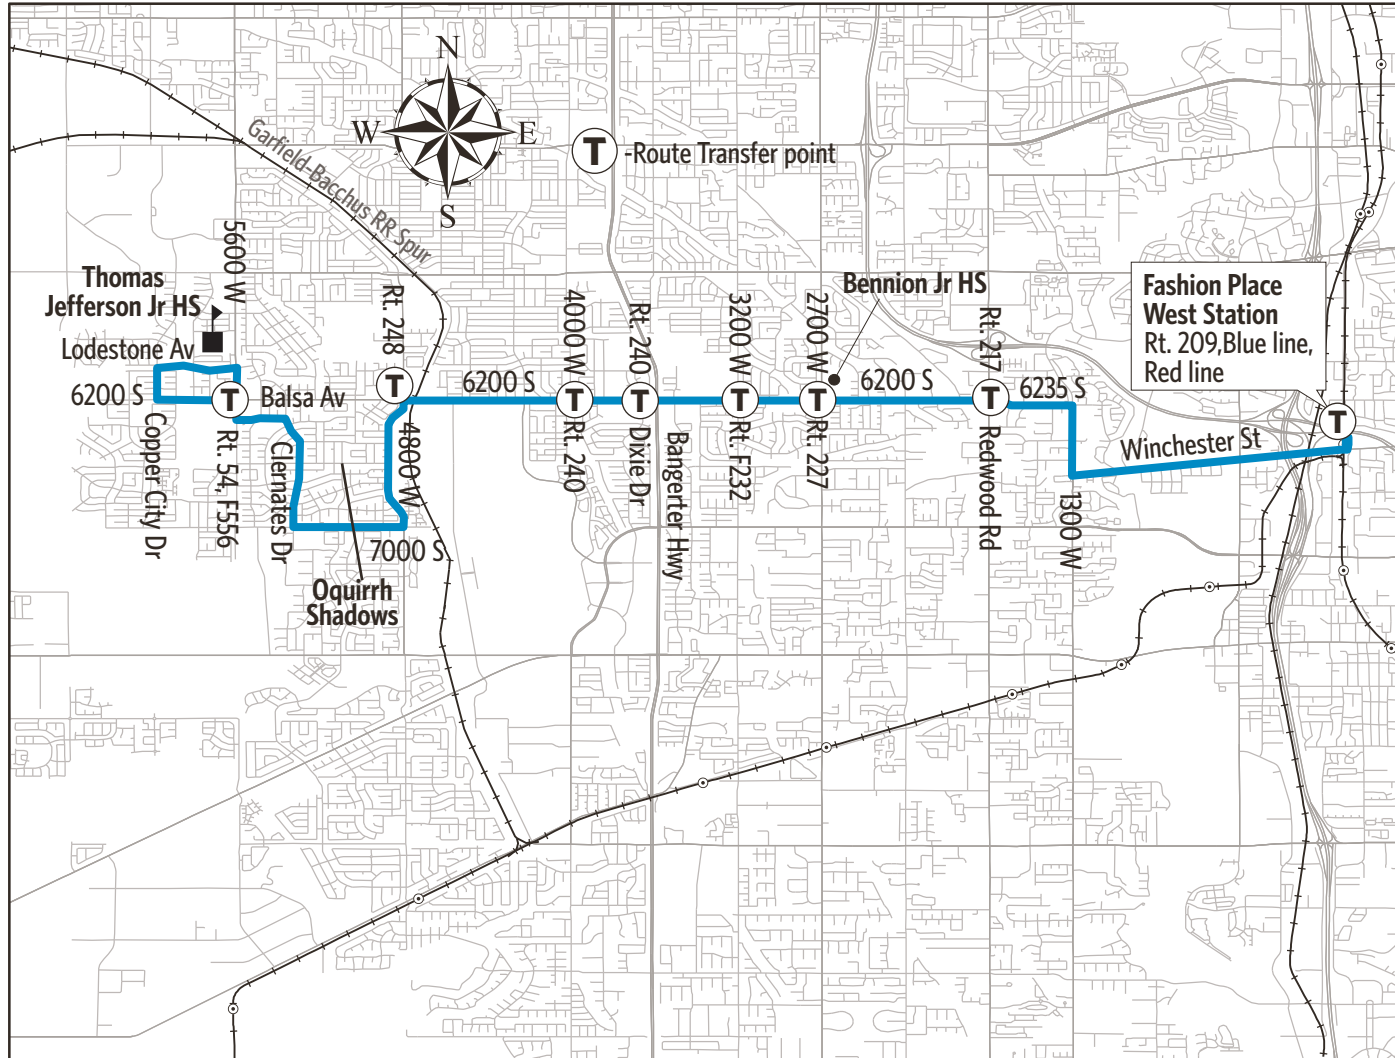 N
W
E
S
T
-Route Transfer point
Garfield-Bacchus RR Spur
5600 W
Thomas
Jefferson Jr HS
Lodestone Av
6200 S
T
Balsa Av
Copper City Dr
Rt. 54, F556
Clernates Dr
Rt. 248
T
4800 W
7000 S
Oquirrh
Shadows
6200 S
4000 W
T
Rt. 240
Rt. 240
T
Dixie Dr
Bangerter Hwy
3200 W
T
Rt. F232
2700 W
T
Rt. 227
Bennion Jr HS
6200 S
Rt. 217
T
Redwood Rd
6235 S
1300 W
Winchester St
Fashion Place
West Station
Rt. 209,Blue line,
Red line
T